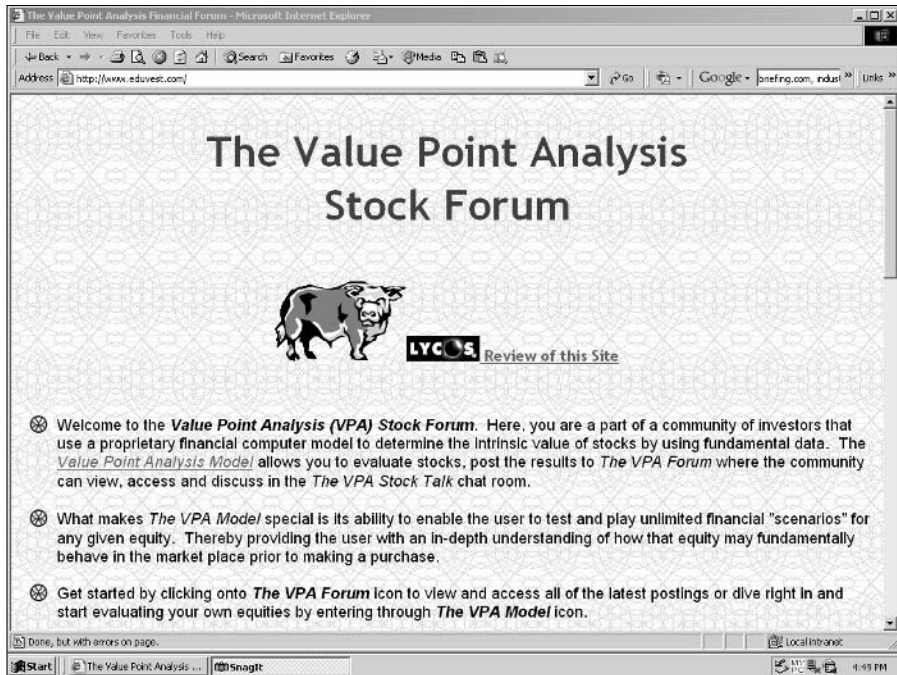 The Value Point Analysis Financial Forum - Microsoft Internet Explorer
File Edit View Favorites Tools Help
Back Search Favorites Media
Address http://www.eduvest.com/ Go Google briefing.com, indust » Links »
The Value Point Analysis
Stock Forum
LYCOS Review of this Site
Welcome to the Value Point Analysis (VPA) Stock Forum. Here, you are a part of a community of investors that
use a proprietary financial computer model to determine the intrinsic value of stocks by using fundamental data. The
Value Point Analysis Model allows you to evaluate stocks, post the results to The VPA Forum where the community
can view, access and discuss in the The VPA Stock Talk chat room.
What makes The VPA Model special is its ability to enable the user to test and play unlimited financial "scenarios" for
any given equity. Thereby providing the user with an in-depth understanding of how that equity may fundamentally
behave in the market place prior to making a purchase.
Get started by clicking onto The VPA Forum icon to view and access all of the latest postings or dive right in and
start evaluating your own equities by entering through The VPA Model icon.
Done, but with errors on page. Local intranet
Start The Value Point Analysis ... SnagIt MY PC 4:49 PM